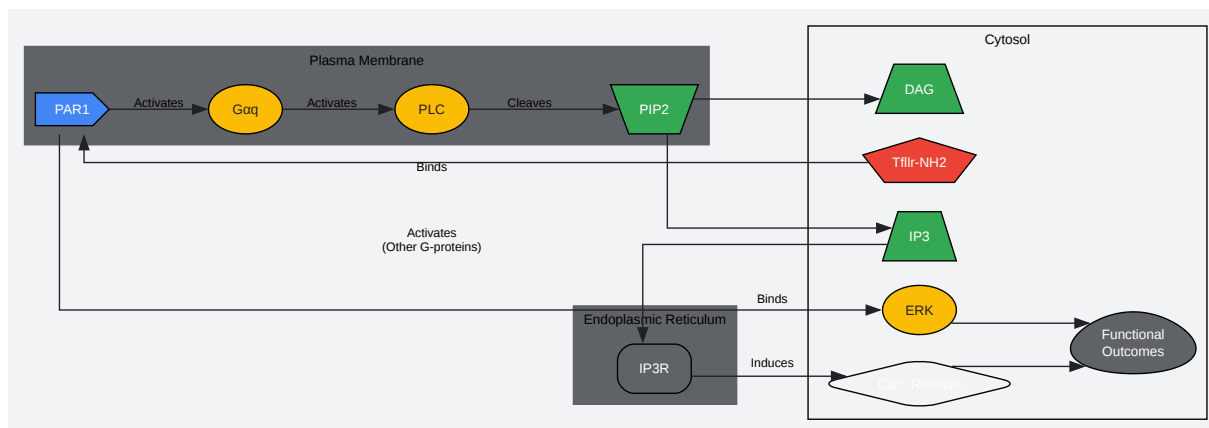 Cytosol
Plasma Membrane
PAR1
Activates
Gαq
Activates
PLC
Cleaves
PIP2
DAG
Binds
Tfllr-NH2
Activates
(Other G-proteins)
IP3
Binds
ERK
Endoplasmic Reticulum
IP3R
Induces
Ca²⁺ Release
Functional
Outcomes